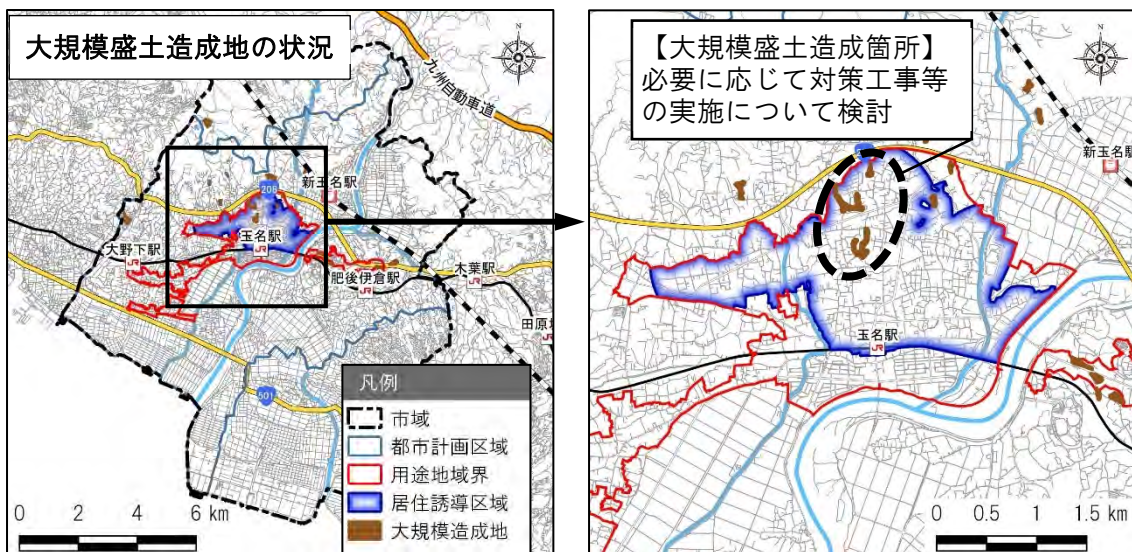 大規模盛土造成地の状況
九州自動車道
新玉名駅
208
大野下駅
玉名駅
JR
JR
肥後伊倉駅
JR
木葉駅
JR
501
凡例
市域
都市計画区域
用途地域界
居住誘導区域
大規模造成地
0 2 4 6 km
【大規模盛土造成箇所】
必要に応じて対策工事等
の実施について検討
新玉名駅
玉名駅
JR
0 0.5 1 1.5 km